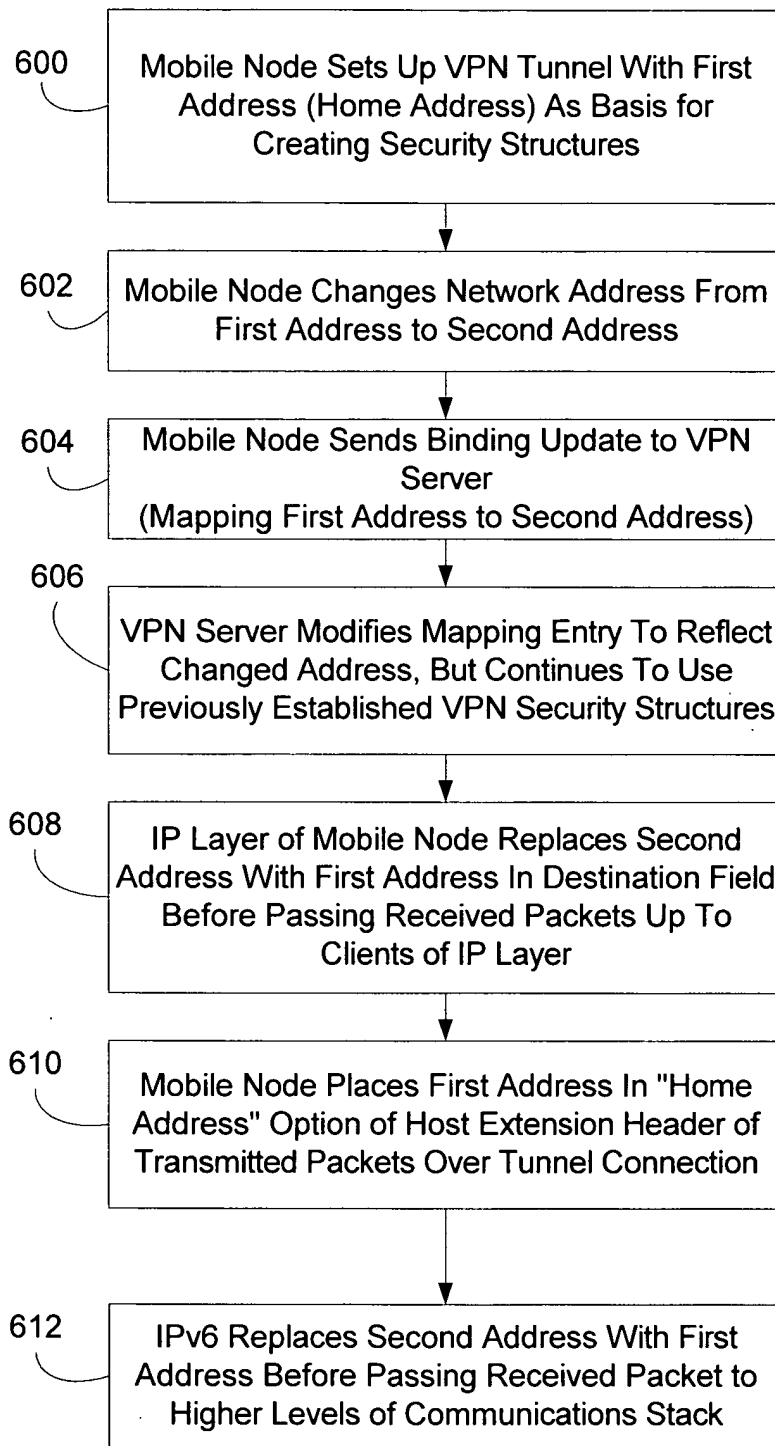 600
Mobile Node Sets Up VPN Tunnel With First
Address (Home Address) As Basis for
Creating Security Structures
602
Mobile Node Changes Network Address From
First Address to Second Address
604
Mobile Node Sends Binding Update to VPN
Server
(Mapping First Address to Second Address)
606
VPN Server Modifies Mapping Entry To Reflect
Changed Address, But Continues To Use
Previously Established VPN Security Structures
608
IP Layer of Mobile Node Replaces Second
Address With First Address In Destination Field
Before Passing Received Packets Up To
Clients of IP Layer
610
Mobile Node Places First Address In "Home
Address" Option of Host Extension Header of
Transmitted Packets Over Tunnel Connection
612
IPv6 Replaces Second Address With First
Address Before Passing Received Packet to
Higher Levels of Communications Stack